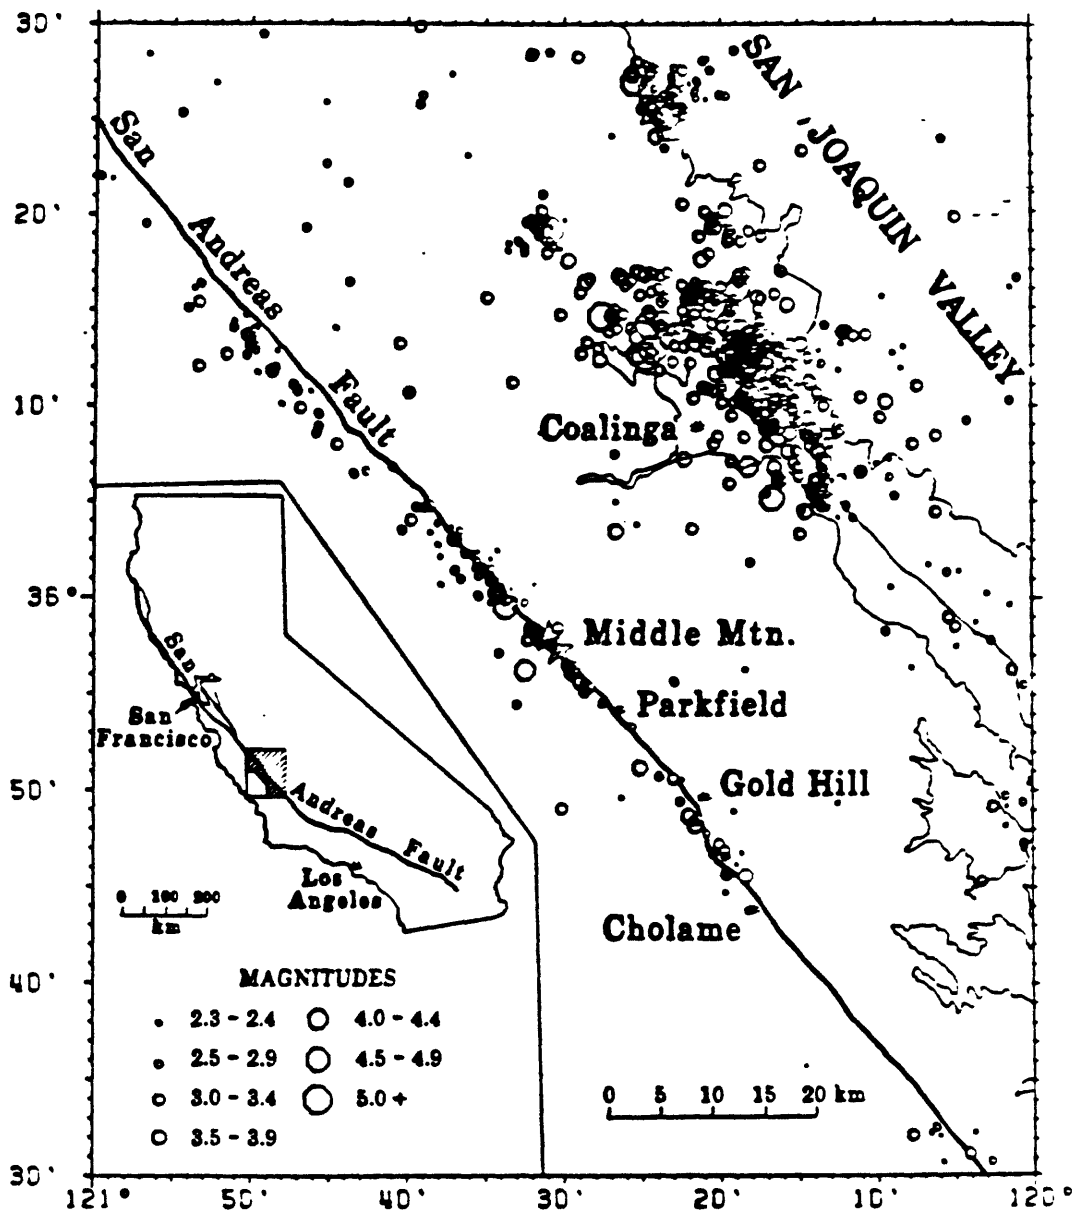 30'
SAN JOAQUIN VALLEY
San Andreas Fault
20'
10'
Coalinga
36°
Middle Mtn.
Parkfield
Gold Hill
50'
Cholame
San
San Francisco
Andreas Fault
Los Angeles
0 100 200
km
40'
MAGNITUDES
2.3 - 2.4
4.0 - 4.4
2.5 - 2.9
4.5 - 4.9
3.0 - 3.4
5.0 +
3.5 - 3.9
0 5 10 15 20 km
30'
121° 50' 40' 30' 20' 10' 120°